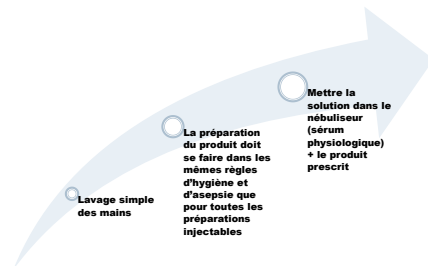 Lavage simple
des mains
La préparation
du produit doit
se faire dans les
mêmes règles
d'hygiène et
d'asepsie que
pour toutes les
préparations
injectables
Mettre la
solution dans le
nébuliseur
(sérum
physiologique)
+ le produit
prescrit